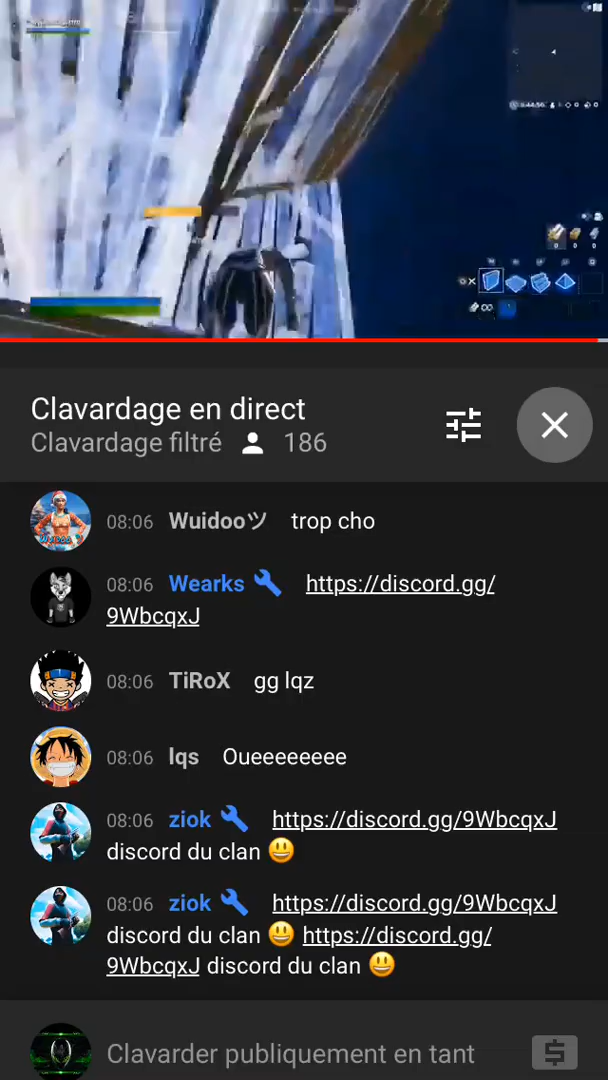 Clavardage en direct
Clavardage filtré 186
08:06 Wuidooツ trop cho
08:06 Wearks https://discord.gg/
9WbcqxJ
08:06 TiRoX gg lqz
08:06 lqs Oueeeeeeee
08:06 ziok https://discord.gg/9WbcqxJ
discord du clan 😃
08:06 ziok https://discord.gg/9WbcqxJ
discord du clan 😃 https://discord.gg/
9WbcqxJ discord du clan 😃
Clavarder publiquement en tant